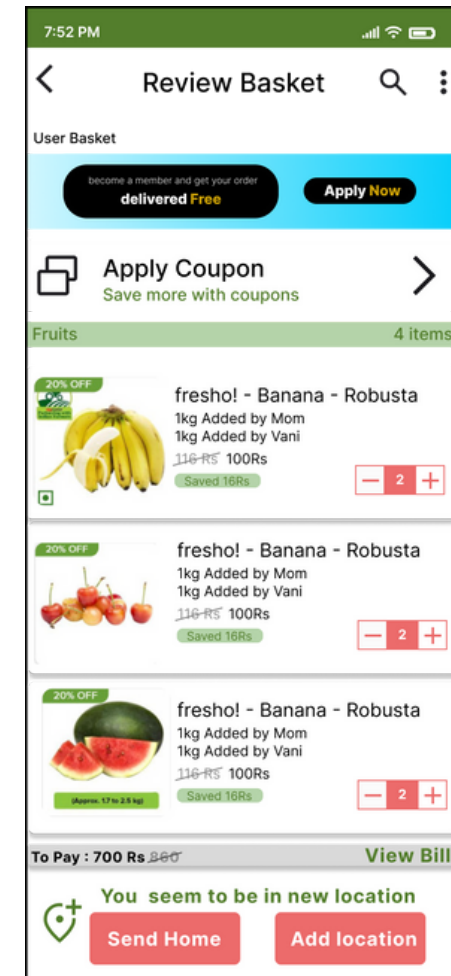 7:52 PM
Review Basket
User Basket
become a member and get your order
delivered Free
Apply Now
Apply Coupon
Save more with coupons
Fruits 4 items
20% OFF
fresho! - Banana - Robusta
1kg Added by Mom
1kg Added by Vani
116 Rs 100Rs
Saved 16Rs
2
20% OFF
fresho! - Banana - Robusta
1kg Added by Mom
1kg Added by Vani
116 Rs 100Rs
Saved 16Rs
2
20% OFF
fresho! - Banana - Robusta
1kg Added by Mom
1kg Added by Vani
116 Rs 100Rs
(Approx. 1.7 to 2.5 kg)
Saved 16Rs
2
To Pay : 700 Rs 860 View Bill
You seem to be in new location
Send Home Add location